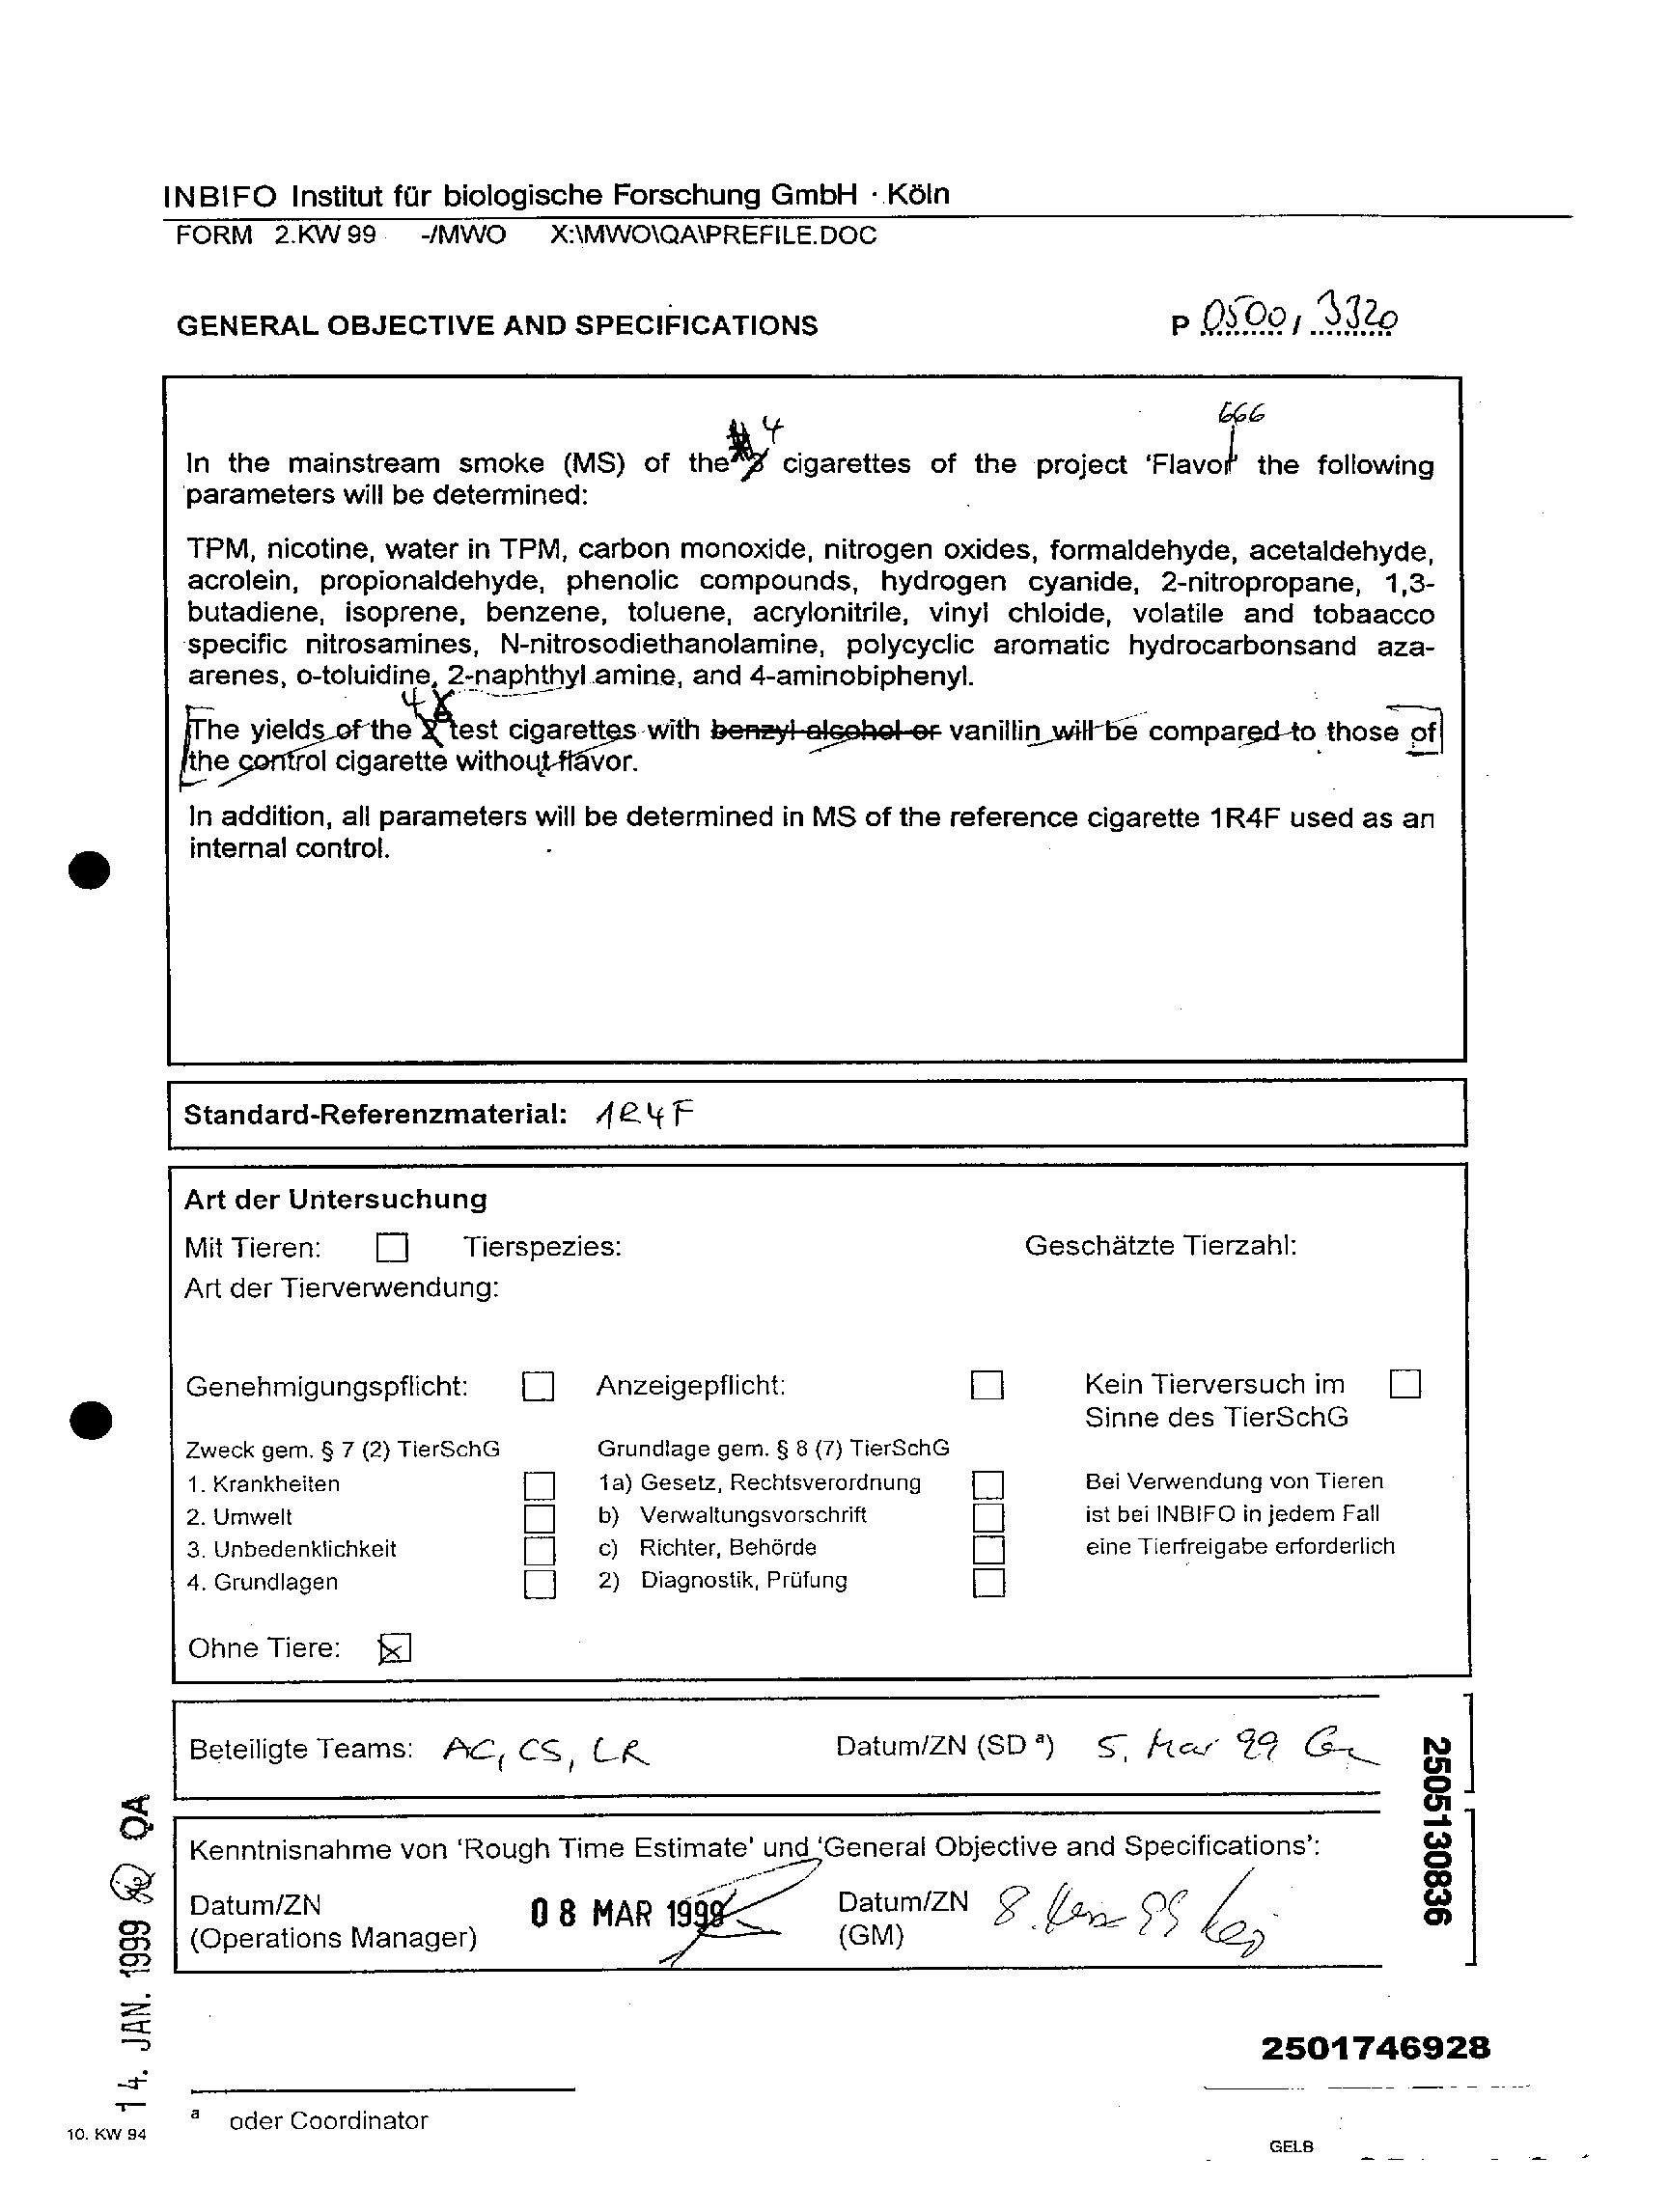 INBIFO Institut für biologische Forschung GmbH · Köln
FORM 2.KW 99 -/MWO X:\MWO\QA\PREFILE.DOC
GENERAL OBJECTIVE AND SPECIFICATIONS P 0500 / 3320
4 666
In the mainstream smoke (MS) of the cigarettes of the project 'Flavor' the following
parameters will be determined:
TPM, nicotine, water in TPM, carbon monoxide, nitrogen oxides, formaldehyde, acetaldehyde,
acrolein, propionaldehyde, phenolic compounds, hydrogen cyanide, 2-nitropropane, 1,3-
butadiene, isoprene, benzene, toluene, acrylonitrile, vinyl chloide, volatile and tobaacco
specific nitrosamines, N-nitrosodiethanolamine, polycyclic aromatic hydrocarbonsand aza-
arenes, o-toluidine, 2-naphthyl amine, and 4-aminobiphenyl.
4
The yields of the 2 test cigarettes with benzyl alcohol or vanillin will be compared to those of
the control cigarette without flavor.
In addition, all parameters will be determined in MS of the reference cigarette 1R4F used as an
internal control.
Standard-Referenzmaterial: 1R4F
Art der Untersuchung
Mit Tieren: Tierspezies: Geschätzte Tierzahl:
Art der Tierverwendung:
Genehmigungspflicht: Anzeigepflicht: Kein Tierversuch im
Sinne des TierSchG
Zweck gem. § 7 (2) TierSchG Grundlage gem. § 8 (7) TierSchG
1. Krankheiten 1a) Gesetz, Rechtsverordnung Bei Verwendung von Tieren
2. Umwelt b) Verwaltungsvorschrift ist bei INBIFO in jedem Fall
3. Unbedenklichkeit c) Richter, Behörde eine Tierfreigabe erforderlich
4. Grundlagen 2) Diagnostik, Prüfung
Ohne Tiere: x
Beteiligte Teams: AC, CS, LR Datum/ZN (SD a) 5. Mar 99
Kenntnisnahme von 'Rough Time Estimate' und 'General Objective and Specifications':
Datum/ZN 08 MAR 1999 Datum/ZN 8. 99
(Operations Manager) (GM)
2505130836
14. JAN. 1999 QA
2501746928
a oder Coordinator
10. KW 94
GELB